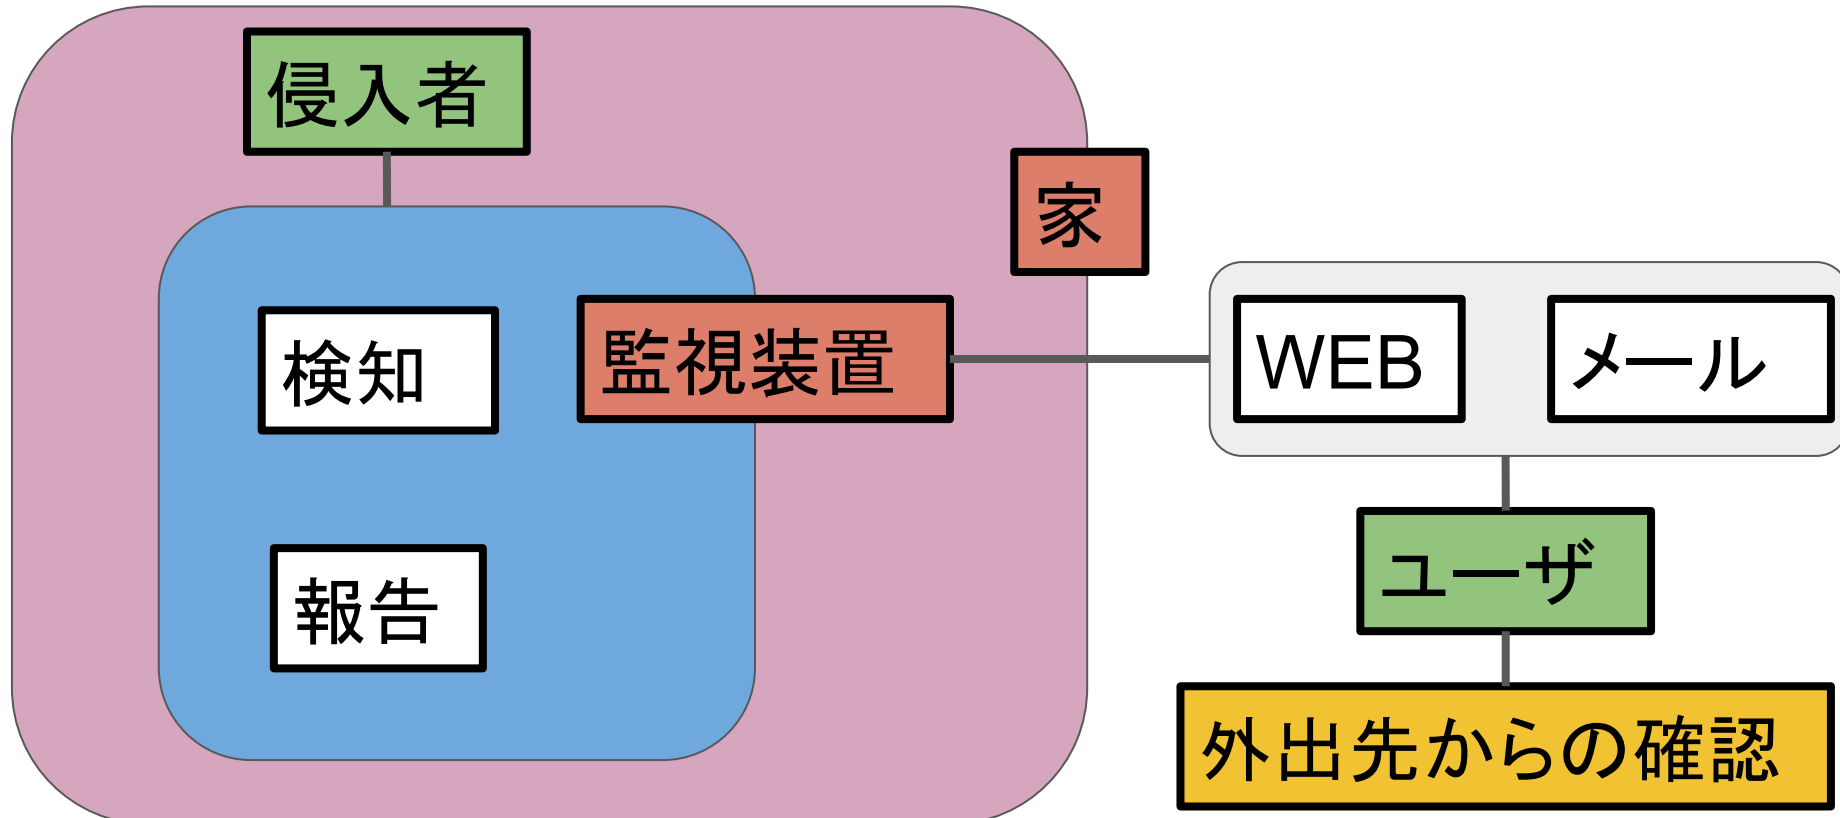 侵入者
家
検知
監視装置
WEB
メール
報告
ユーザ
外出先からの確認